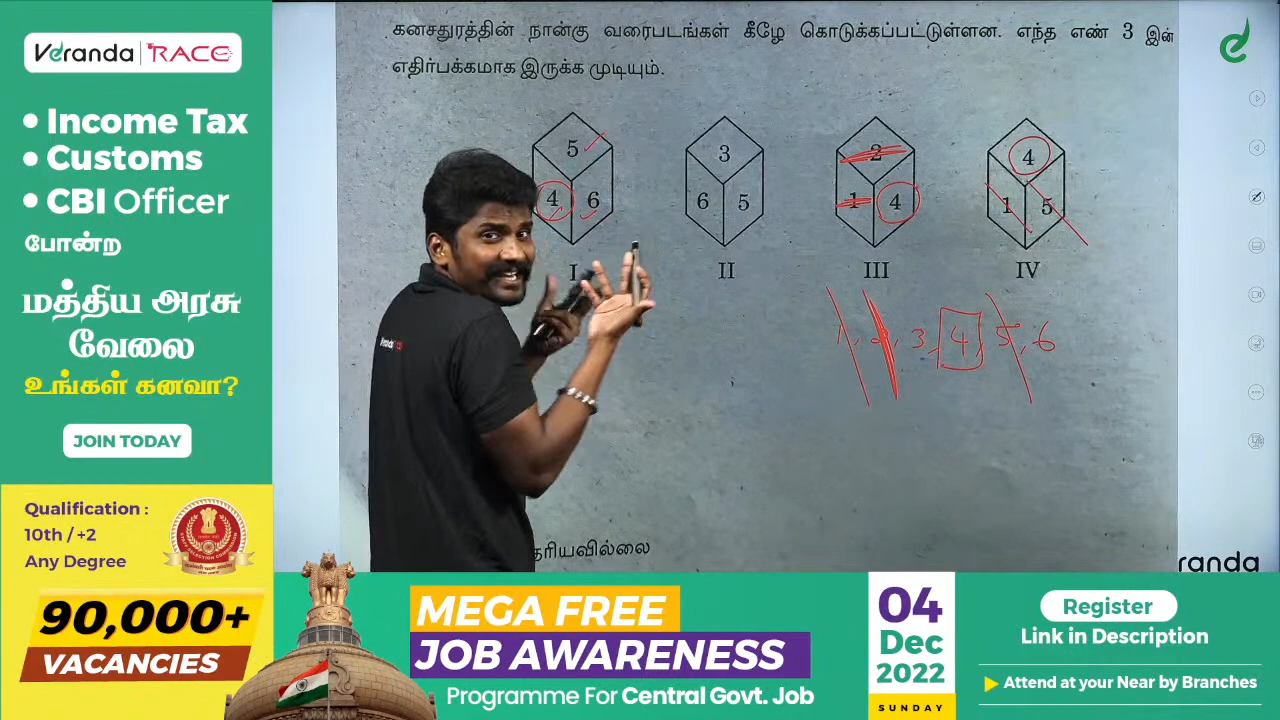 Veranda RACE
• Income Tax
• Customs
• CBI Officer
போன்ற
மத்திய அரசு
வேலை
உங்கள் கனவா?
JOIN TODAY
Qualification :
10th / +2
Any Degree
90,000+
VACANCIES
கனசதுரத்தின் நான்கு வரைபடங்கள் கீழே கொடுக்கப்பட்டுள்ளன. எந்த எண் 3 இன்
எதிர்பக்கமாக இருக்க முடியும்.
5
4 6
I
3
6 5
II
2
1 4
III
4
1 5
IV
1, 2, 3, 4, 5, 6
தரியவில்லை
randa
MEGA FREE
JOB AWARENESS
Programme For Central Govt. Job
04
Dec
2022
SUNDAY
Register
Link in Description
Attend at your Near by Branches